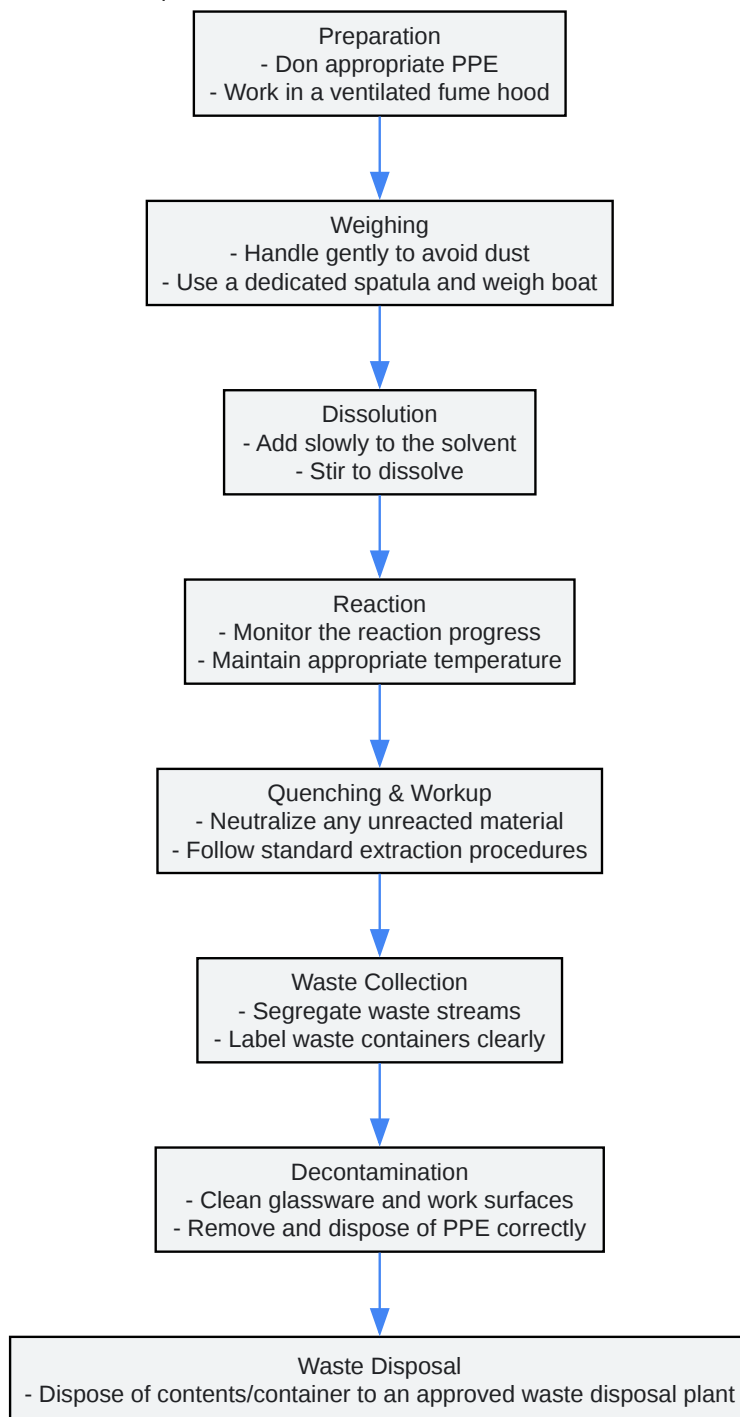 Preparation
- Don appropriate PPE
- Work in a ventilated fume hood
Weighing
- Handle gently to avoid dust
- Use a dedicated spatula and weigh boat
Dissolution
- Add slowly to the solvent
- Stir to dissolve
Reaction
- Monitor the reaction progress
- Maintain appropriate temperature
Quenching & Workup
- Neutralize any unreacted material
- Follow standard extraction procedures
Waste Collection
- Segregate waste streams
- Label waste containers clearly
Decontamination
- Clean glassware and work surfaces
- Remove and dispose of PPE correctly
Waste Disposal
- Dispose of contents/container to an approved waste disposal plant